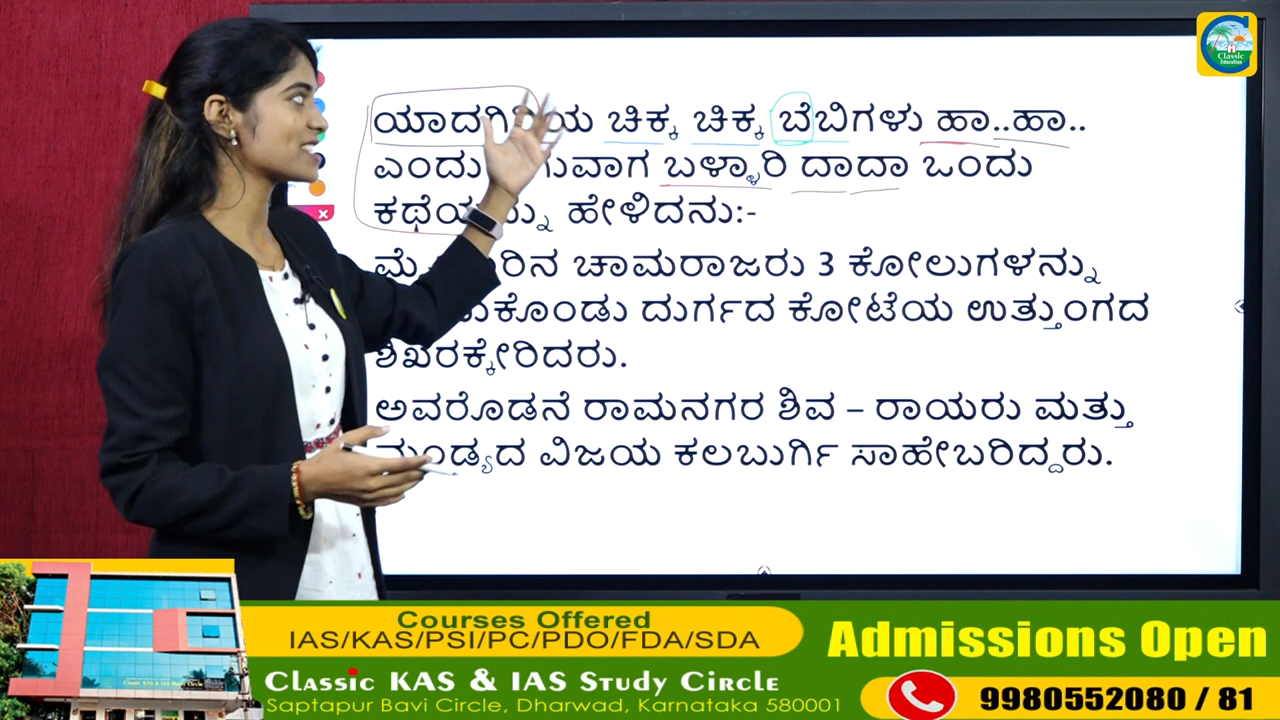 Classic
Education
ಚಿಕ್ಕ ಚಿಕ್ಕ ಬೆಬಿಗಳು ಹಾ..ಹಾ..
ಎಂದು ಬಳ್ಳಾರಿ ದಾದಾ ಒಂದು
ಹೇಳಿದನು:-
ಚಾಮರಾಜರು 3 ಕೋಲುಗಳನ್ನು
ದುರ್ಗದ ಕೋಟೆಯ ಉತ್ತುಂಗದ
ಶಿಖರಕ್ಕೇರಿದರು.
ಅವರೊಡನೆ ರಾಮನಗರ ಶಿವ – ರಾಯರು ಮತ್ತು
ಮಂಡ್ಯದ ವಿಜಯ ಕಲಬುರ್ಗಿ ಸಾಹೇಬರಿದ್ದರು.
Courses Offered
IAS/KAS/PSI/PC/PDO/FDA/SDA
Classic KAS & IAS Study Circle
Saptapur Bavi Circle, Dharwad, Karnataka 580001
Admissions Open
9980552080 / 81